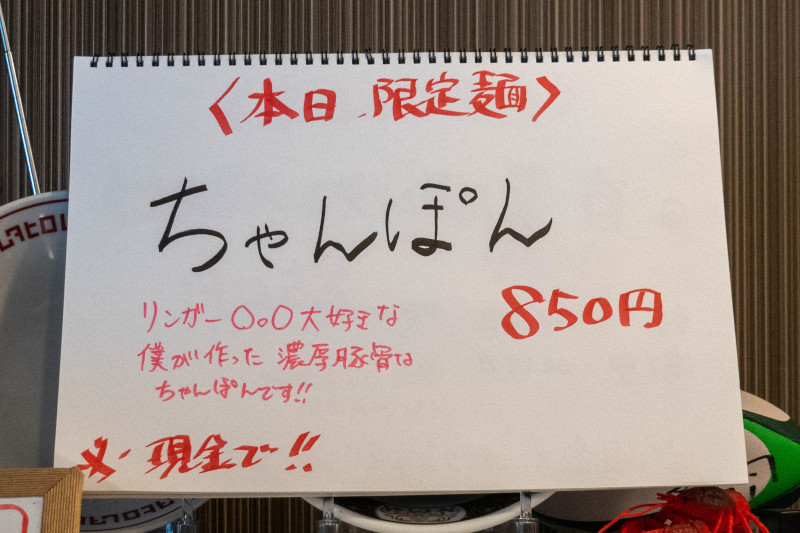 〈本日 限定麺〉
ちゃんぽん
850円
リンガー〇。〇大好きな
僕が作った濃厚豚骨な
ちゃんぽんです!!
※・現金で!!